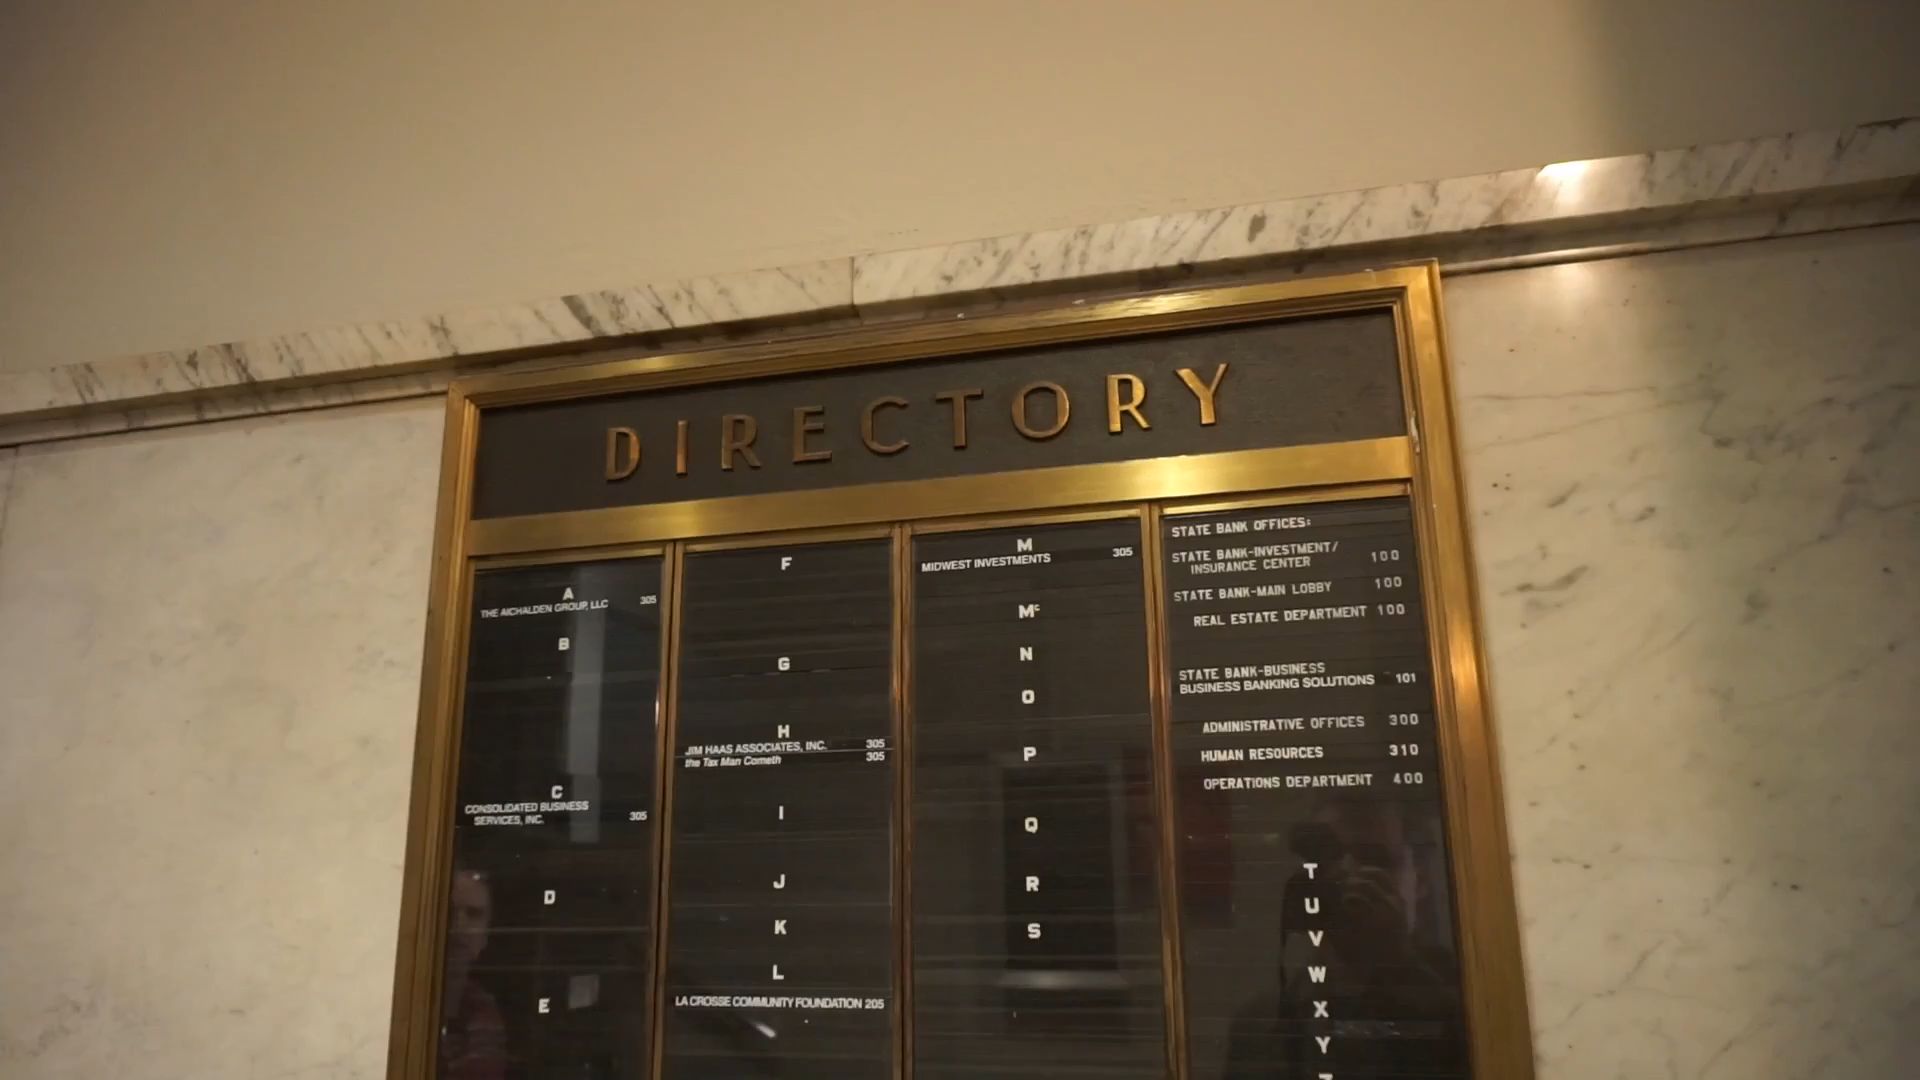 DIRECTORY
A
THE AICHALDEN GROUP, LLC 305
B
C
CONSOLIDATED BUSINESS
SERVICES, INC. 305
D
E
F
G
H
JIM HAAS ASSOCIATES, INC. 305
the Tax Man Cometh 305
I
J
K
L
LA CROSSE COMMUNITY FOUNDATION 205
M
MIDWEST INVESTMENTS 305
Mc
N
O
P
Q
R
S
STATE BANK OFFICES:
STATE BANK-INVESTMENT/
INSURANCE CENTER 100
STATE BANK-MAIN LOBBY 100
REAL ESTATE DEPARTMENT 100
STATE BANK-BUSINESS
BUSINESS BANKING SOLUTIONS 101
ADMINISTRATIVE OFFICES 300
HUMAN RESOURCES 310
OPERATIONS DEPARTMENT 400
T
U
V
W
X
Y